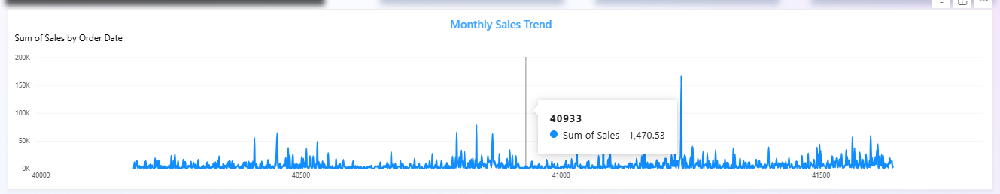 Monthly Sales Trend
Sum of Sales by Order Date
200K
150K
100K
50K
0K
40000 40500 41000 41500
40933
Sum of Sales 1,470.53